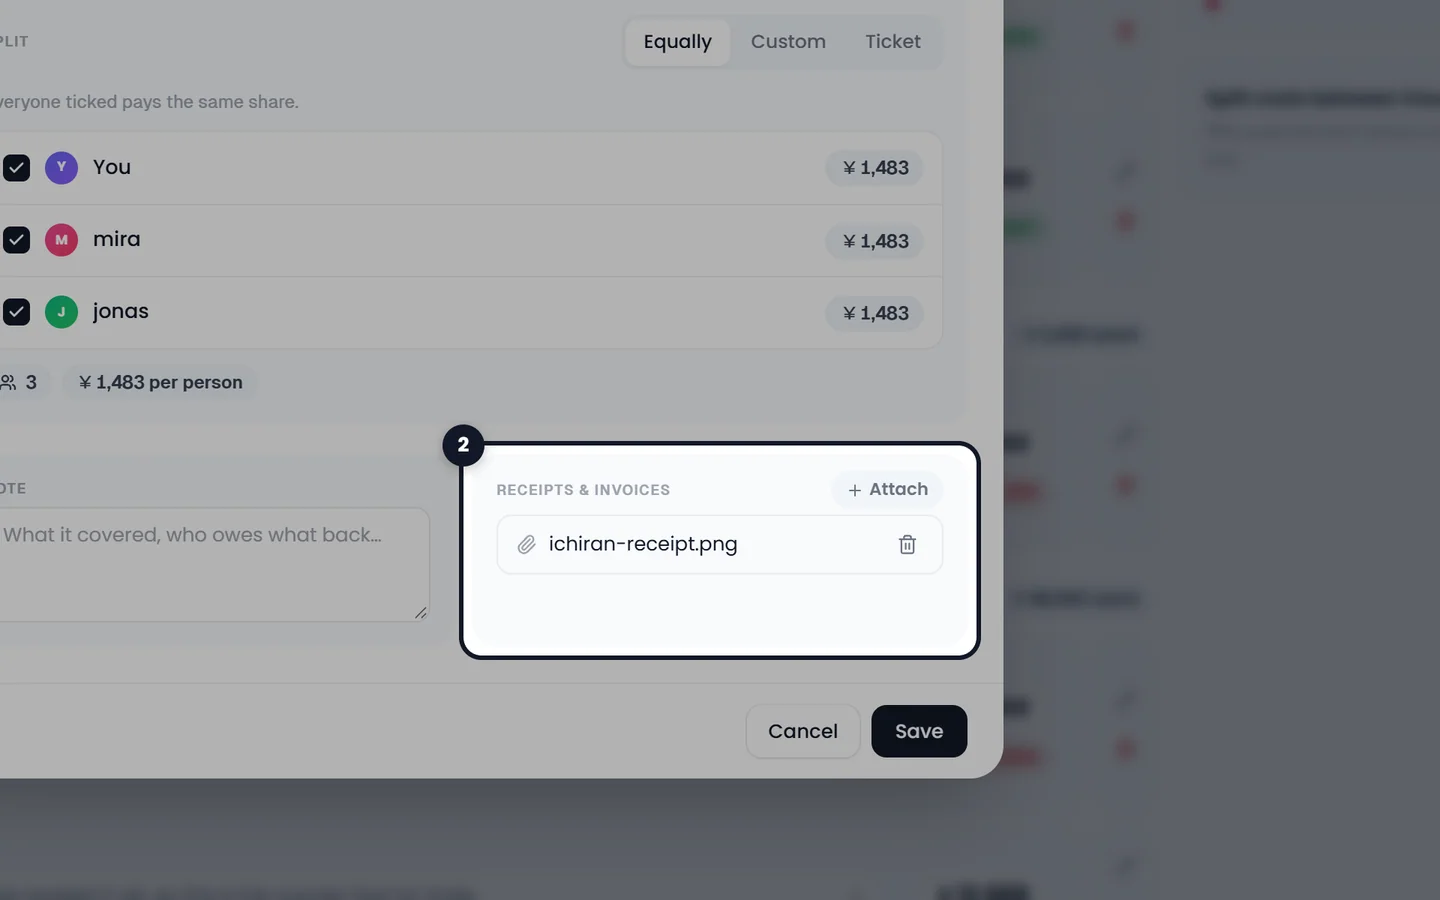 PLIT
Equally Custom Ticket
veryone ticked pays the same share.
Y You ¥ 1,483
M mira ¥ 1,483
J jonas ¥ 1,483
3 ¥ 1,483 per person
2
OTE
RECEIPTS & INVOICES + Attach
What it covered, who owes what back...
ichiran-receipt.png
Cancel Save